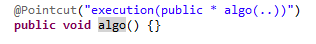 @Pointcut("execution(public * algo(..))")
public void algo() {}